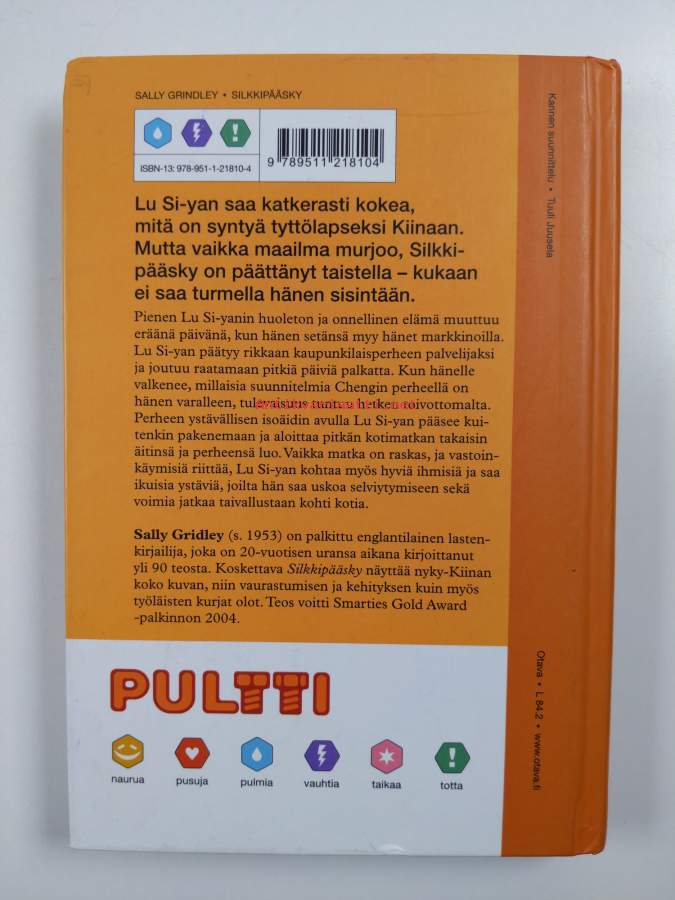 SALLY GRINDLEY • SILKKIPÄÄSKY
ISBN-13: 978-951-1-21810-4
9 789511 218104
Lu Si-yan saa katkerasti kokea,
mitä on syntyä tyttölapseksi Kiinaan.
Mutta vaikka maailma murjoo, Silkki-
pääsky on päättänyt taistella – kukaan
ei saa turmella hänen sisintään.
Pienen Lu Si-yanin huoleton ja onnellinen elämä muuttuu
eräänä päivänä, kun hänen setänsä myy hänet markkinoilla.
Lu Si-yan päätyy rikkaan kaupunkilaisperheen palvelijaksi
ja joutuu raatamaan pitkiä päiviä palkatta. Kun hänelle
valkenee, millaisia suunnitelmia Chengin perheellä on
hänen varalleen, tulevaisuus tuntuu hetken toivottomalta.
Perheen ystävällisen isoäidin avulla Lu Si-yan pääsee kui-
tenkin pakenemaan ja aloittaa pitkän kotimatkan takaisin
äitinsä ja perheensä luo. Vaikka matka on raskas, ja vastoin-
käymisiä riittää, Lu Si-yan kohtaa myös hyviä ihmisiä ja saa
ikuisia ystäviä, joilta hän saa uskoa selviytymiseen sekä
voimia jatkaa taivallustaan kohti kotia.
Sally Gridley (s. 1953) on palkittu englantilainen lasten-
kirjailija, joka on 20-vuotisen uransa aikana kirjoittanut
yli 90 teosta. Koskettava Silkkipääsky näyttää nyky-Kiinan
koko kuvan, niin vaurastumisen ja kehityksen kuin myös
työläisten kurjat olot. Teos voitti Smarties Gold Award
-palkinnon 2004.
PULTTI
naurua
pusuja
pulmia
vauhtia
taikaa
totta
Kannen suunnittelu • Tuuli Juusela
Otava • L 84.2 • www.otava.fi